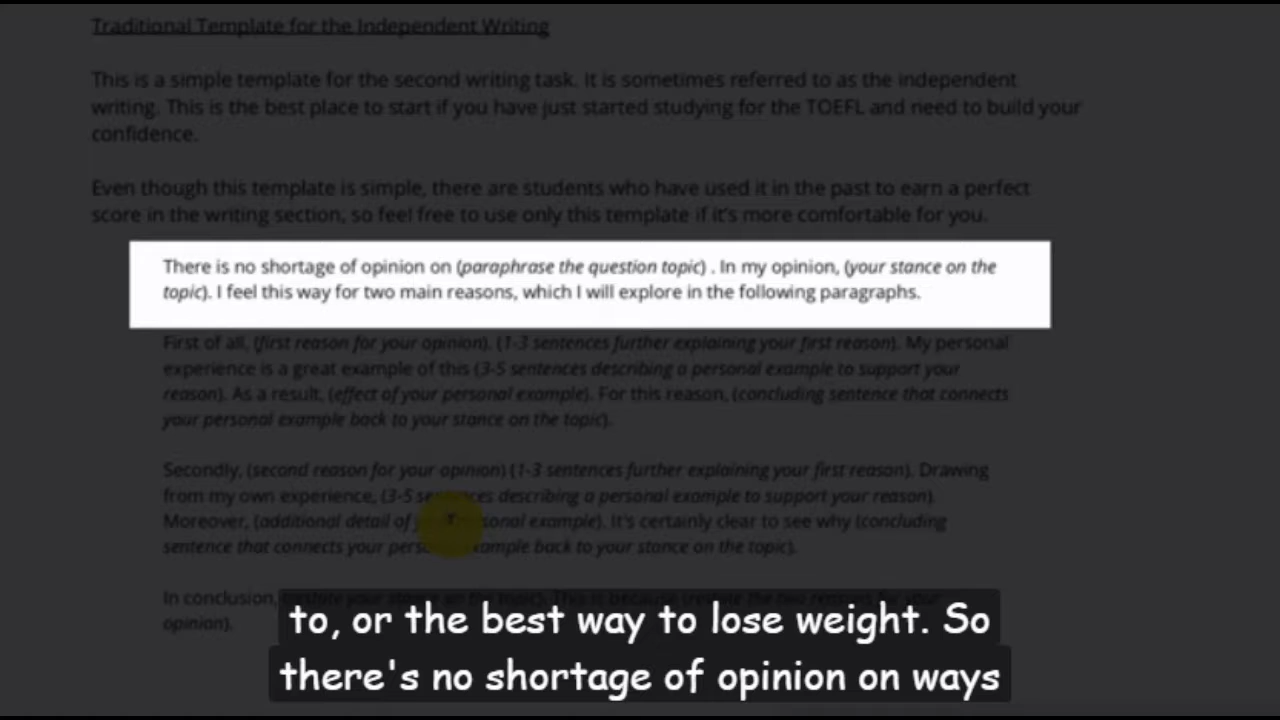 Traditional Template for the Independent Writing
This is a simple template for the second writing task. It is sometimes referred to as the independent
writing. This is the best place to start if you have just started studying for the TOEFL and need to build your
confidence.
Even though this template is simple, there are students who have used it in the past to earn a perfect
score in the writing section, so feel free to use only this template if it's more comfortable for you.
There is no shortage of opinion on (paraphrase the question topic) . In my opinion, (your stance on the
topic). I feel this way for two main reasons, which I will explore in the following paragraphs.
First of all, (first reason for your opinion). (1-3 sentences further explaining your first reason). My personal
experience is a great example of this (3-5 sentences describing a personal example to support your
reason). As a result, (effect of your personal example). For this reason, (concluding sentence that connects
your personal example back to your stance on the topic).
Secondly, (second reason for your opinion) (1-3 sentences further explaining your first reason). Drawing
from my own experience, (3-5 sentences describing a personal example to support your reason).
Moreover, (additional detail of example). It's certainly clear to see why (concluding
sentence that connects your example back to your stance on the topic).
In conclusion,
opinion).
to, or the best way to lose weight. So
there's no shortage of opinion on ways